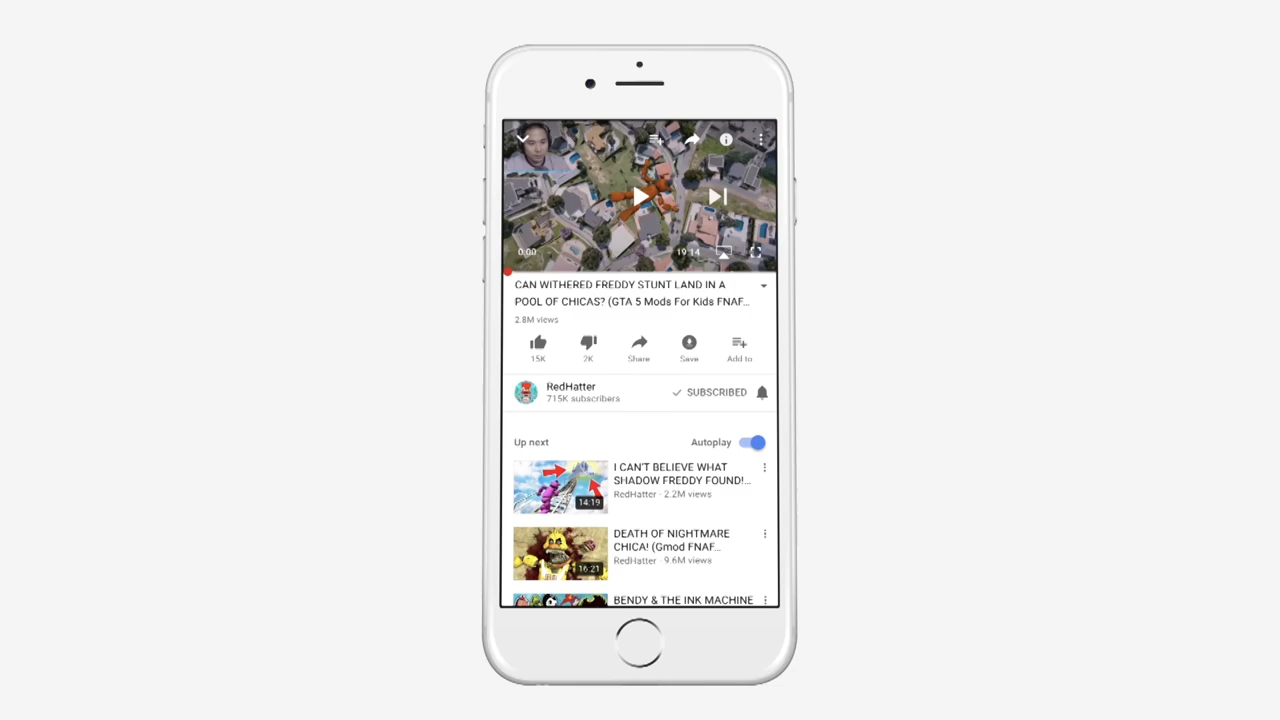 0:00
19:14
CAN WITHERED FREDDY STUNT LAND IN A
POOL OF CHICAS? (GTA 5 Mods For Kids FNAF...
2.8M views
15K
2K
Share
Save
Add to
RedHatter
715K subscribers
SUBSCRIBED
Up next
Autoplay
I CAN'T BELIEVE WHAT
SHADOW FREDDY FOUND!...
RedHatter · 2.2M views
14:19
DEATH OF NIGHTMARE
CHICA! (Gmod FNAF...
RedHatter · 9.6M views
16:21
BENDY & THE INK MACHINE